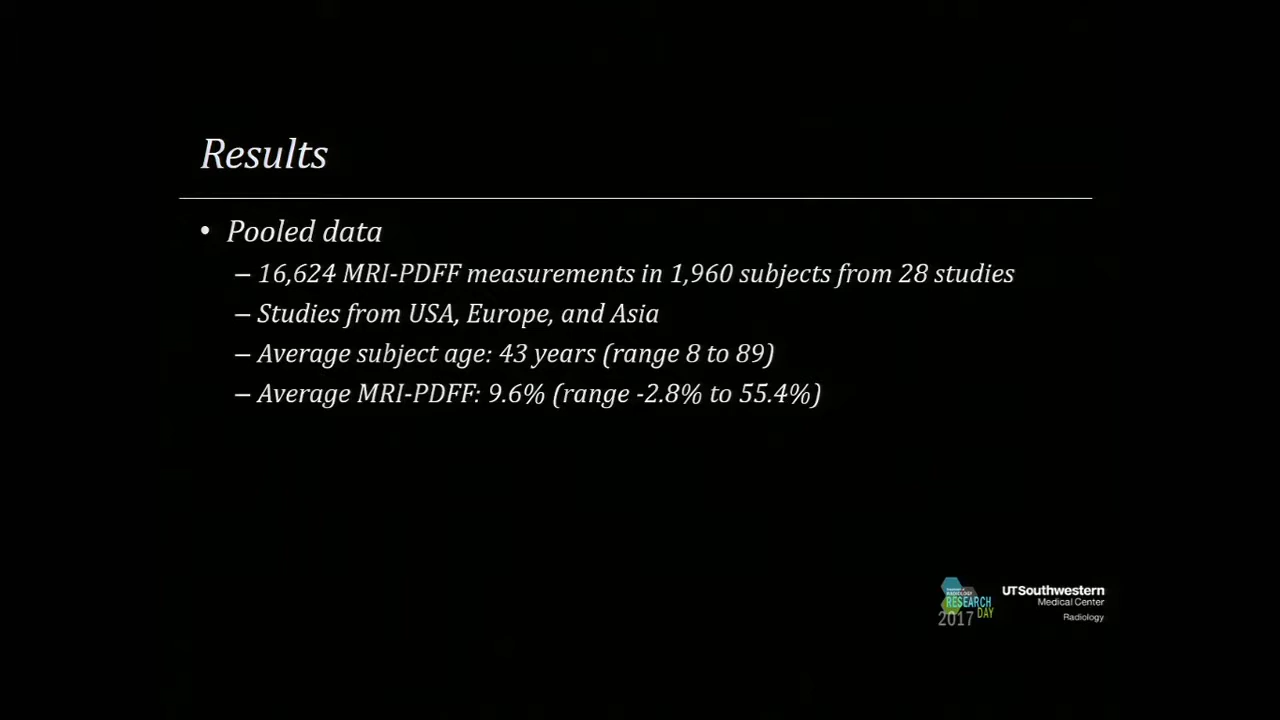 Results
• Pooled data
– 16,624 MRI-PDFF measurements in 1,960 subjects from 28 studies
– Studies from USA, Europe, and Asia
– Average subject age: 43 years (range 8 to 89)
– Average MRI-PDFF: 9.6% (range -2.8% to 55.4%)
RADIOLOGY
RESEARCH
DAY
2017
UTSouthwestern
Medical Center
Radiology